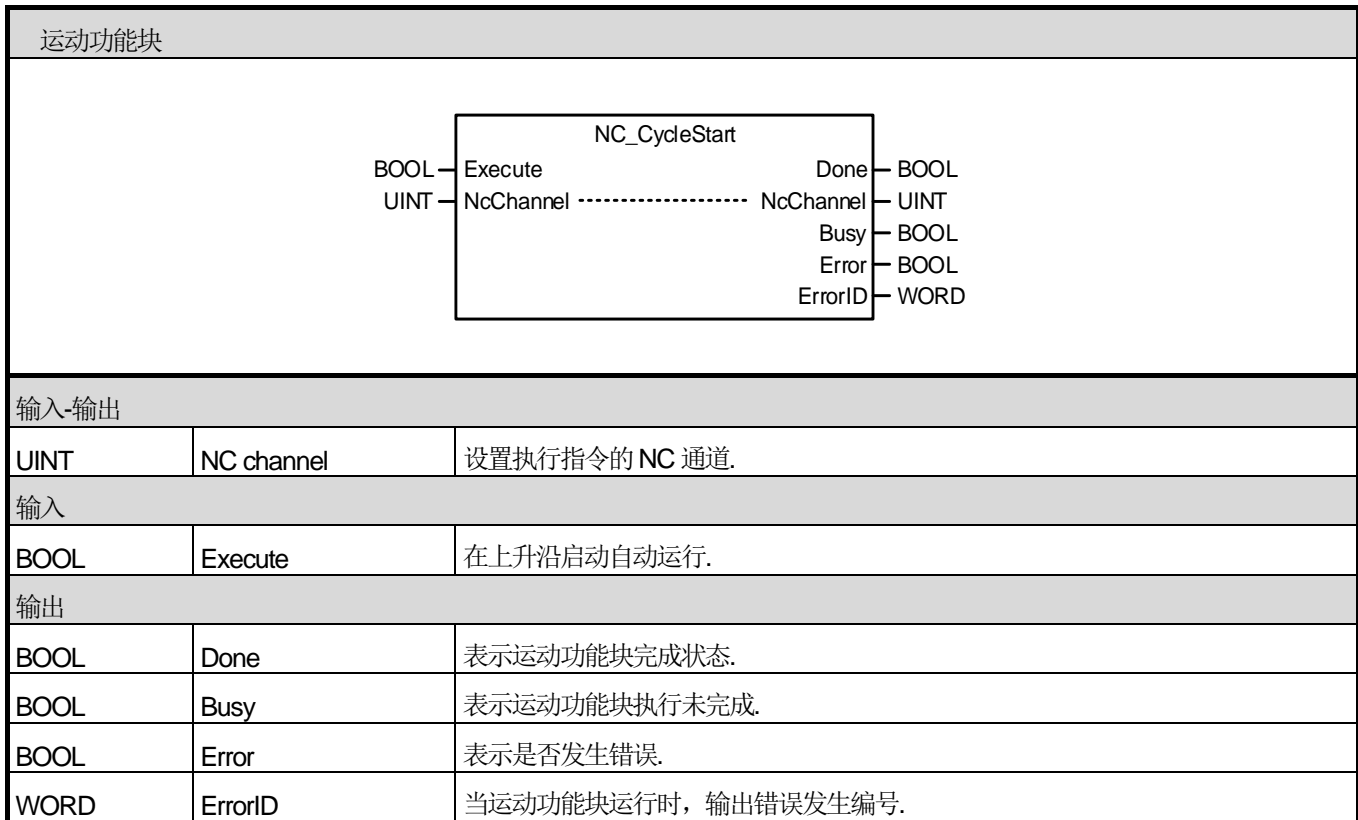 运动功能块
NC_CycleStart
BOOL Execute Done BOOL
UINT NcChannel NcChannel UINT
Busy BOOL
Error BOOL
ErrorID WORD
输入-输出
UINT NC channel 设置执行指令的 NC 通道.
输入
BOOL Execute 在上升沿启动自动运行.
输出
BOOL Done 表示运动功能块完成状态.
BOOL Busy 表示运动功能块执行未完成.
BOOL Error 表示是否发生错误.
WORD ErrorID 当运动功能块运行时，输出错误发生编号.